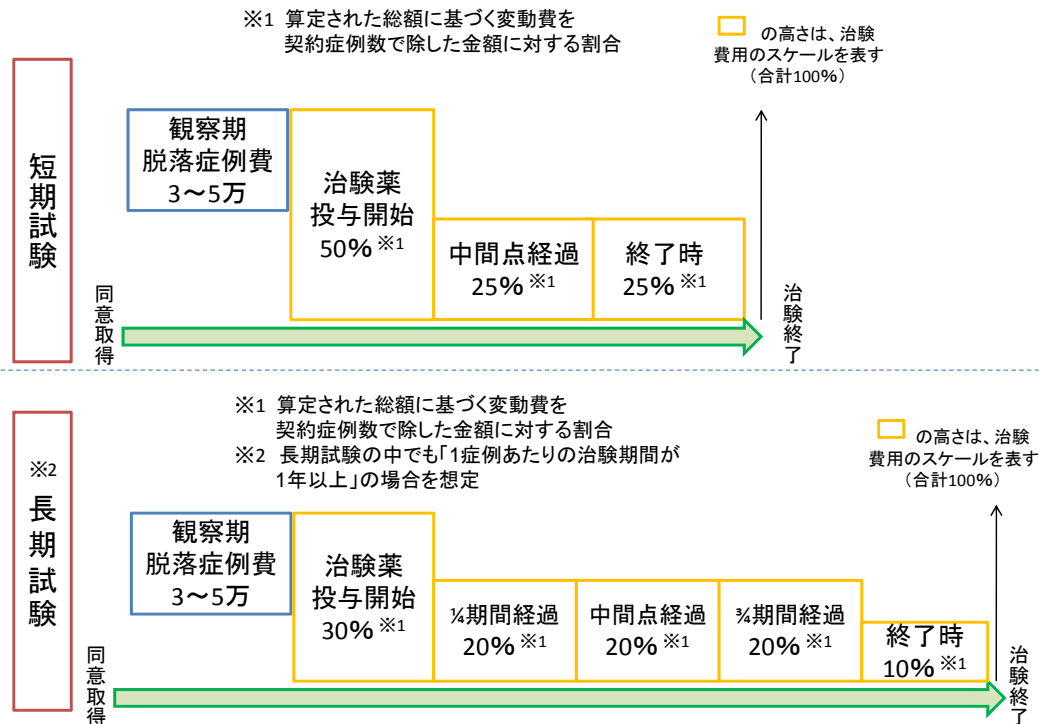 ※1 算定された総額に基づく変動費を
契約症例数で除した金額に対する割合
の高さは、治験
費用のスケールを表す
（合計100%）
短期試験
観察期
脱落症例費
3～5万
治験薬
投与開始
50% ※1
中間点経過
25% ※1
終了時
25% ※1
同意取得
治験終了
※1 算定された総額に基づく変動費を
契約症例数で除した金額に対する割合
※2 長期試験の中でも「1症例あたりの治験期間が
1年以上」の場合を想定
の高さは、治験
費用のスケールを表す
（合計100%）
※2
長期試験
観察期
脱落症例費
3～5万
治験薬
投与開始
30% ※1
¼期間経過
20% ※1
中間点経過
20% ※1
¾期間経過
20% ※1
終了時
10% ※1
同意取得
治験終了